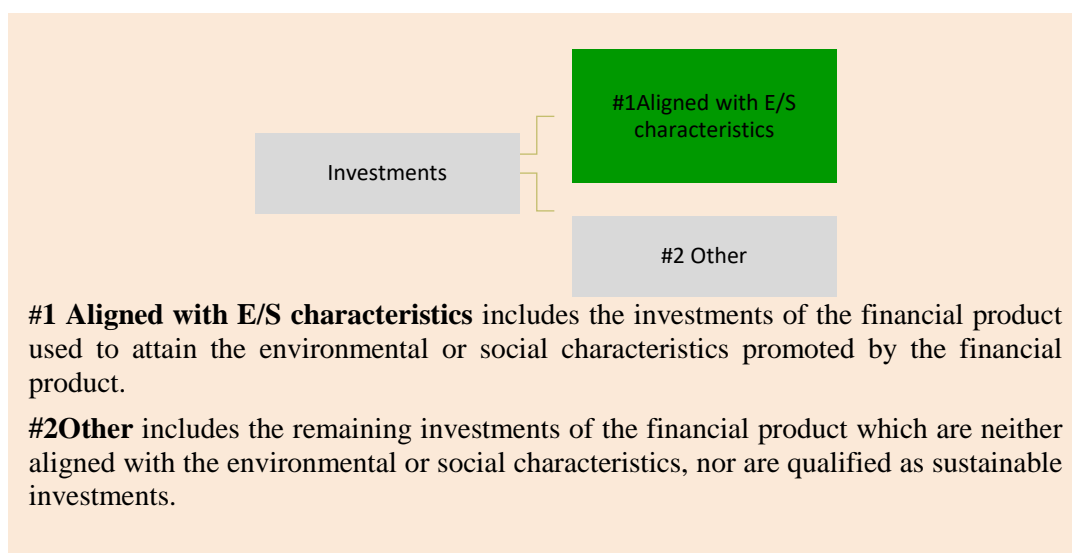 #1Aligned with E/S
characteristics
Investments
#2 Other
#1 Aligned with E/S characteristics includes the investments of the financial product
used to attain the environmental or social characteristics promoted by the financial
product.
#2Other includes the remaining investments of the financial product which are neither
aligned with the environmental or social characteristics, nor are qualified as sustainable
investments.